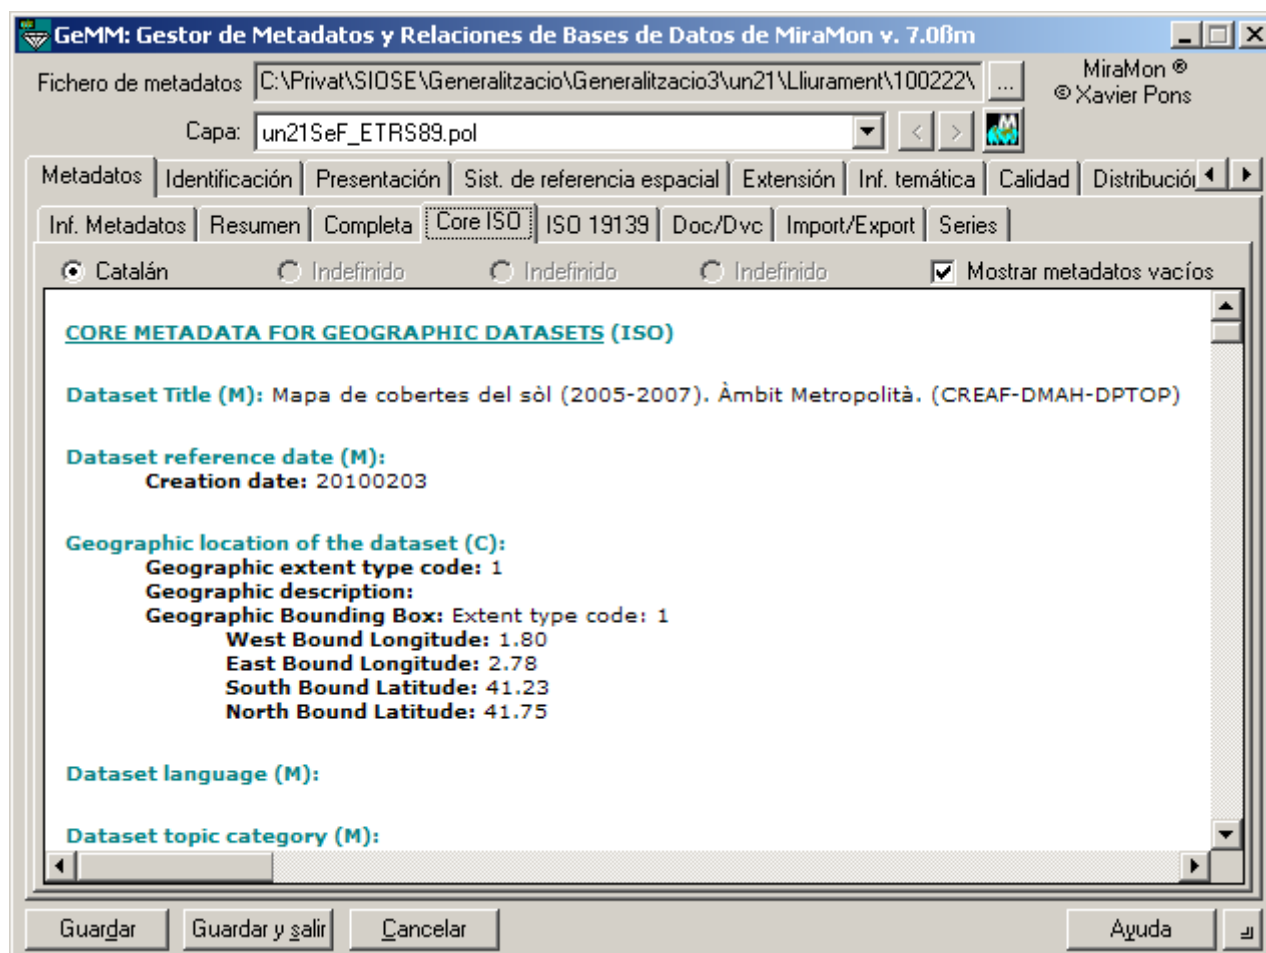 GeMM: Gestor de Metadatos y Relaciones de Bases de Datos de MiraMon v. 7.0ßm
Fichero de metadatos C:\Privat\SIOSE\Generalitzacio\Generalitzacio3\un21\Lliurament\100222\ ... MiraMon ®
© Xavier Pons
Capa: un21SeF_ETRS89.pol < > M
Metadatos Identificación Presentación Sist. de referencia espacial Extensión Inf. temática Calidad Distribución
Inf. Metadatos Resumen Completa Core ISO ISO 19139 Doc/Dvc Import/Export Series
Catalán Indefinido Indefinido Indefinido Mostrar metadatos vacíos
CORE METADATA FOR GEOGRAPHIC DATASETS (ISO)
Dataset Title (M): Mapa de cobertes del sòl (2005-2007). Àmbit Metropolità. (CREAF-DMAH-DPTOP)
Dataset reference date (M):
Creation date: 20100203
Geographic location of the dataset (C):
Geographic extent type code: 1
Geographic description:
Geographic Bounding Box: Extent type code: 1
West Bound Longitude: 1.80
East Bound Longitude: 2.78
South Bound Latitude: 41.23
North Bound Latitude: 41.75
Dataset language (M):
Dataset topic category (M):
Guardar Guardar y salir Cancelar Ayuda